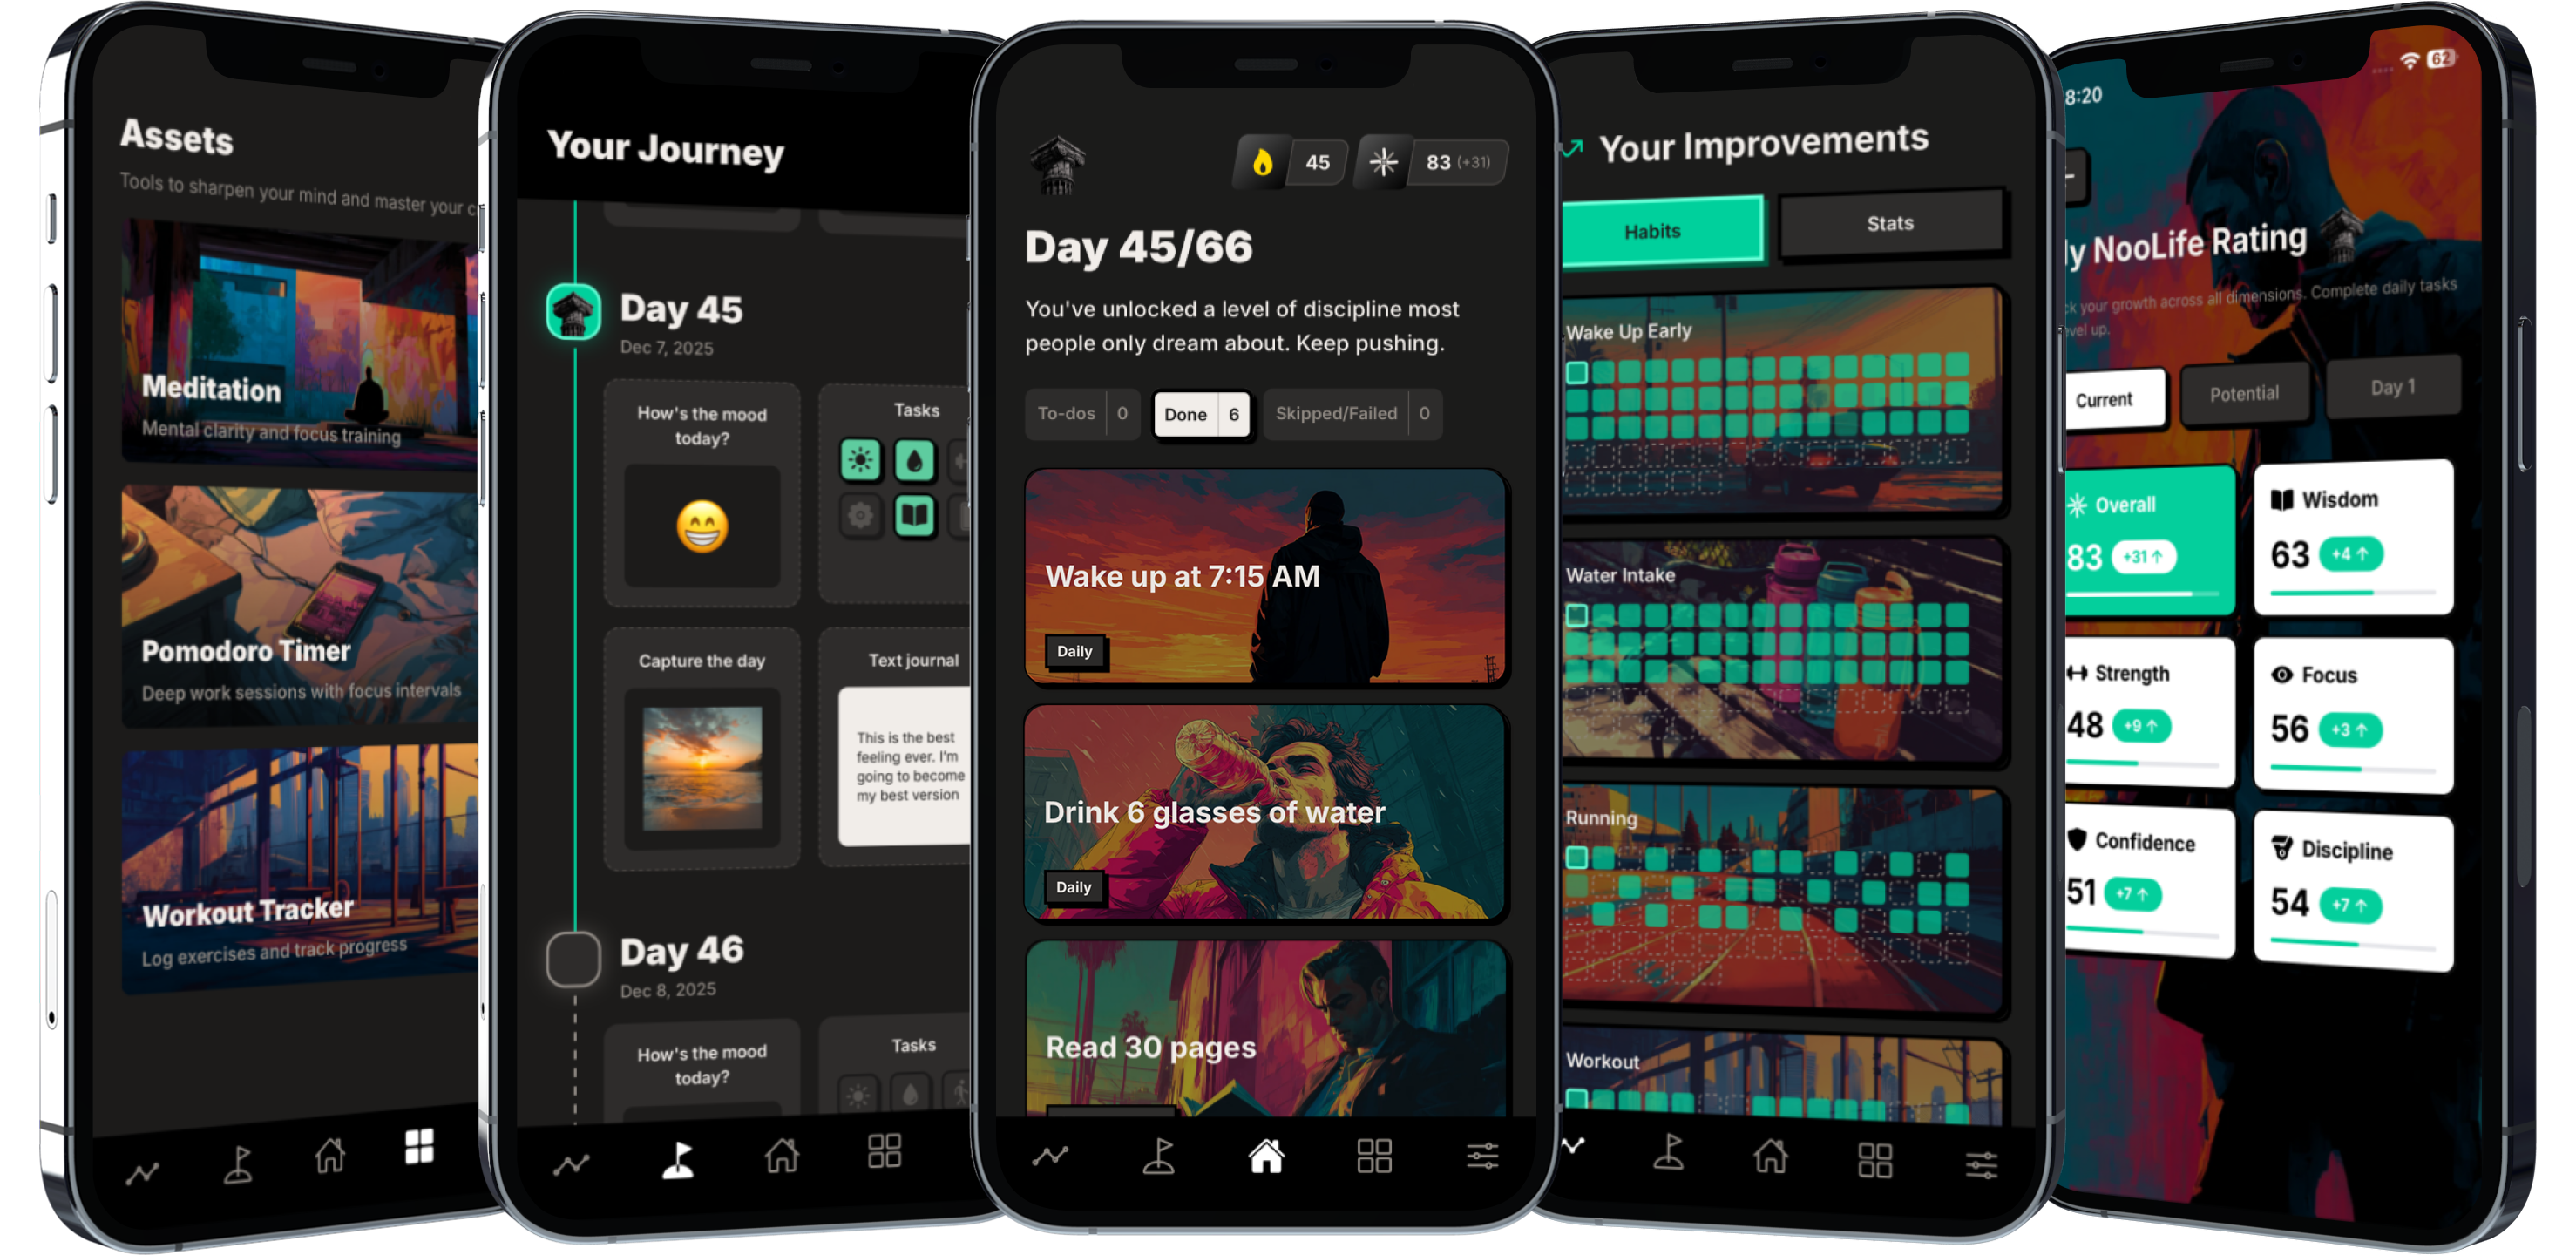 Assets
Tools to sharpen your mind and master your
Meditation
Mental clarity and focus training
Pomodoro Timer
Deep work sessions with focus intervals
Workout Tracker
Log exercises and track progress
Your Journey
Day 45
Dec 7, 2025
How's the mood
today?
Tasks
Capture the day
Text journal
This is the best
feeling ever. I'm
going to become
my best version
Day 46
Dec 8, 2025
How's the mood
today?
Tasks
45
83 (+31)
Day 45/66
You've unlocked a level of discipline most
people only dream about. Keep pushing.
To-dos 0
Done 6
Skipped/Failed 0
Wake up at 7:15 AM
Daily
Drink 6 glasses of water
Daily
Read 30 pages
Your Improvements
Habits
Stats
Wake Up Early
Water Intake
Running
Workout
8:20
62
NooLife Rating
your growth across all dimensions. Complete daily tasks
up.
Current
Potential
Day 1
Overall
83 +31 ↑
Wisdom
63 +4 ↑
Strength
48 +9 ↑
Focus
56 +3 ↑
Confidence
51 +7 ↑
Discipline
54 +7 ↑